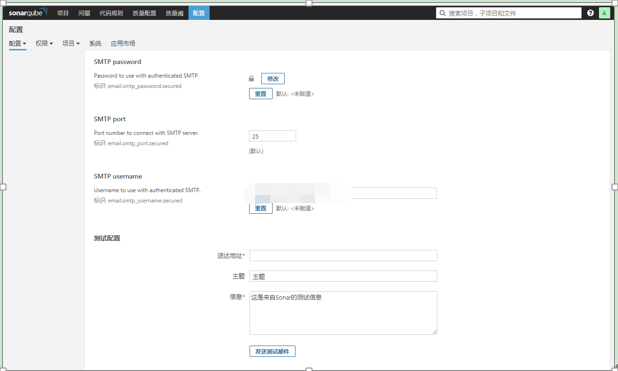 sonarqube 项目 问题 代码规则 质量配置 质量阈 配置 搜索项目，子项目和文件 ? A
配置
配置 权限 项目 系统 应用市场
SMTP password
Password to use with authenticated SMTP.
标识: email.smtp_password.secured
修改
重置 默认: <未赋值>
SMTP port
Port number to connect with SMTP server.
标识: email.smtp_port.secured
25
(默认)
SMTP username
Username to use with authenticated SMTP.
标识: email.smtp_username.secured
重置 默认: <未赋值>
测试配置
送达地址*
主题 主题
信息* 这是来自Sonar的测试信息
发送测试邮件